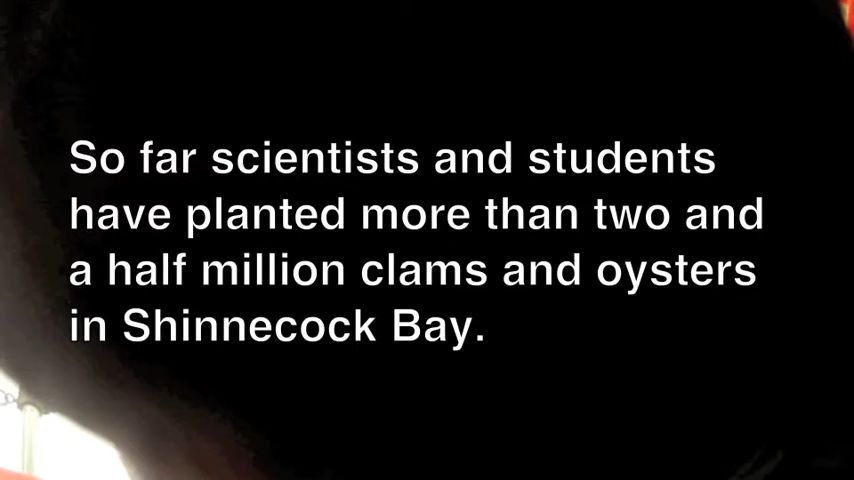 So far scientists and students
have planted more than two and
a half million clams and oysters
in Shinnecock Bay.